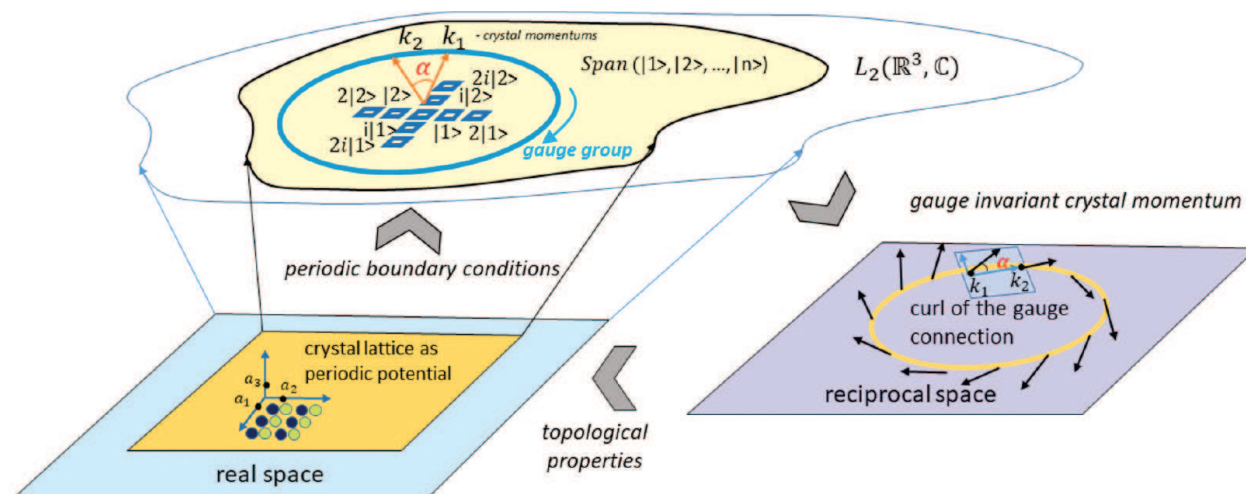 k₂ k₁ - crystal momentums
α
Span (|1>,|2>, ...,|n>)
L₂(ℝ³, ℂ)
2i|2>
2|2> |2> i|2>
i|1> |1> 2|1>
2i|1>
gauge group
gauge invariant crystal momentum
periodic boundary conditions
α
k₁ k₂
curl of the gauge
connection
reciprocal space
crystal lattice as
periodic potential
a₃ a₂
a₁
topological
properties
real space